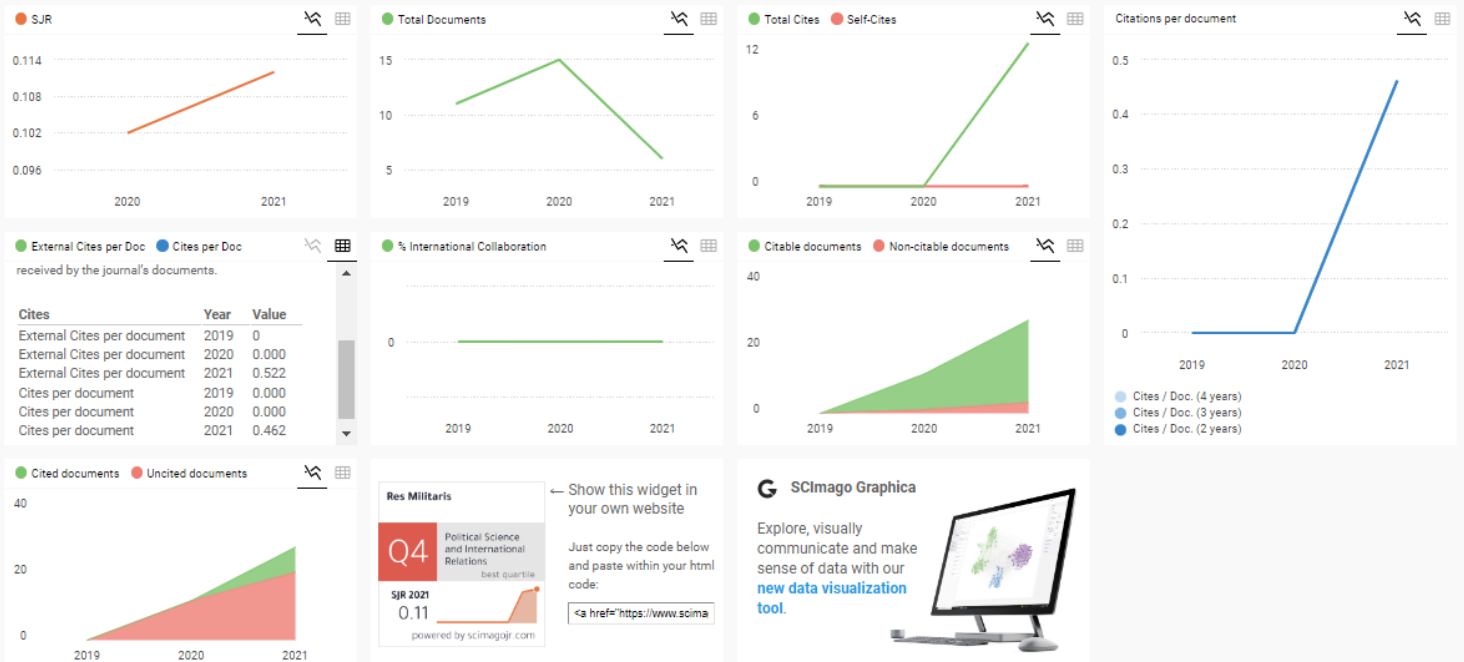 SJR
0.114
0.108
0.102
0.096
2020 2021
Total Documents
15
10
5
2019 2020 2021
Total Cites Self-Cites
12
6
0
2019 2020 2021
Citations per document
0.5
0.4
0.3
0.2
0.1
0
2019 2020 2021
Cites / Doc. (4 years)
Cites / Doc. (3 years)
Cites / Doc. (2 years)
External Cites per Doc Cites per Doc
received by the journal's documents.
Cites Year Value
External Cites per document 2019 0
External Cites per document 2020 0.000
External Cites per document 2021 0.522
Cites per document 2019 0.000
Cites per document 2020 0.000
Cites per document 2021 0.462
% International Collaboration
0
2019 2020 2021
Citable documents Non-citable documents
40
20
0
2019 2020 2021
Cited documents Uncited documents
40
20
0
2019 2020 2021
Res Militaris
Q4
Political Science
and International
Relations
best quartile
SJR 2021
0.11
powered by scimagojr.com
← Show this widget in
your own website
Just copy the code below
and paste within your html
code:
<a href="https://www.scima
SCImago Graphica
Explore, visually
communicate and make
sense of data with our
new data visualization
tool.